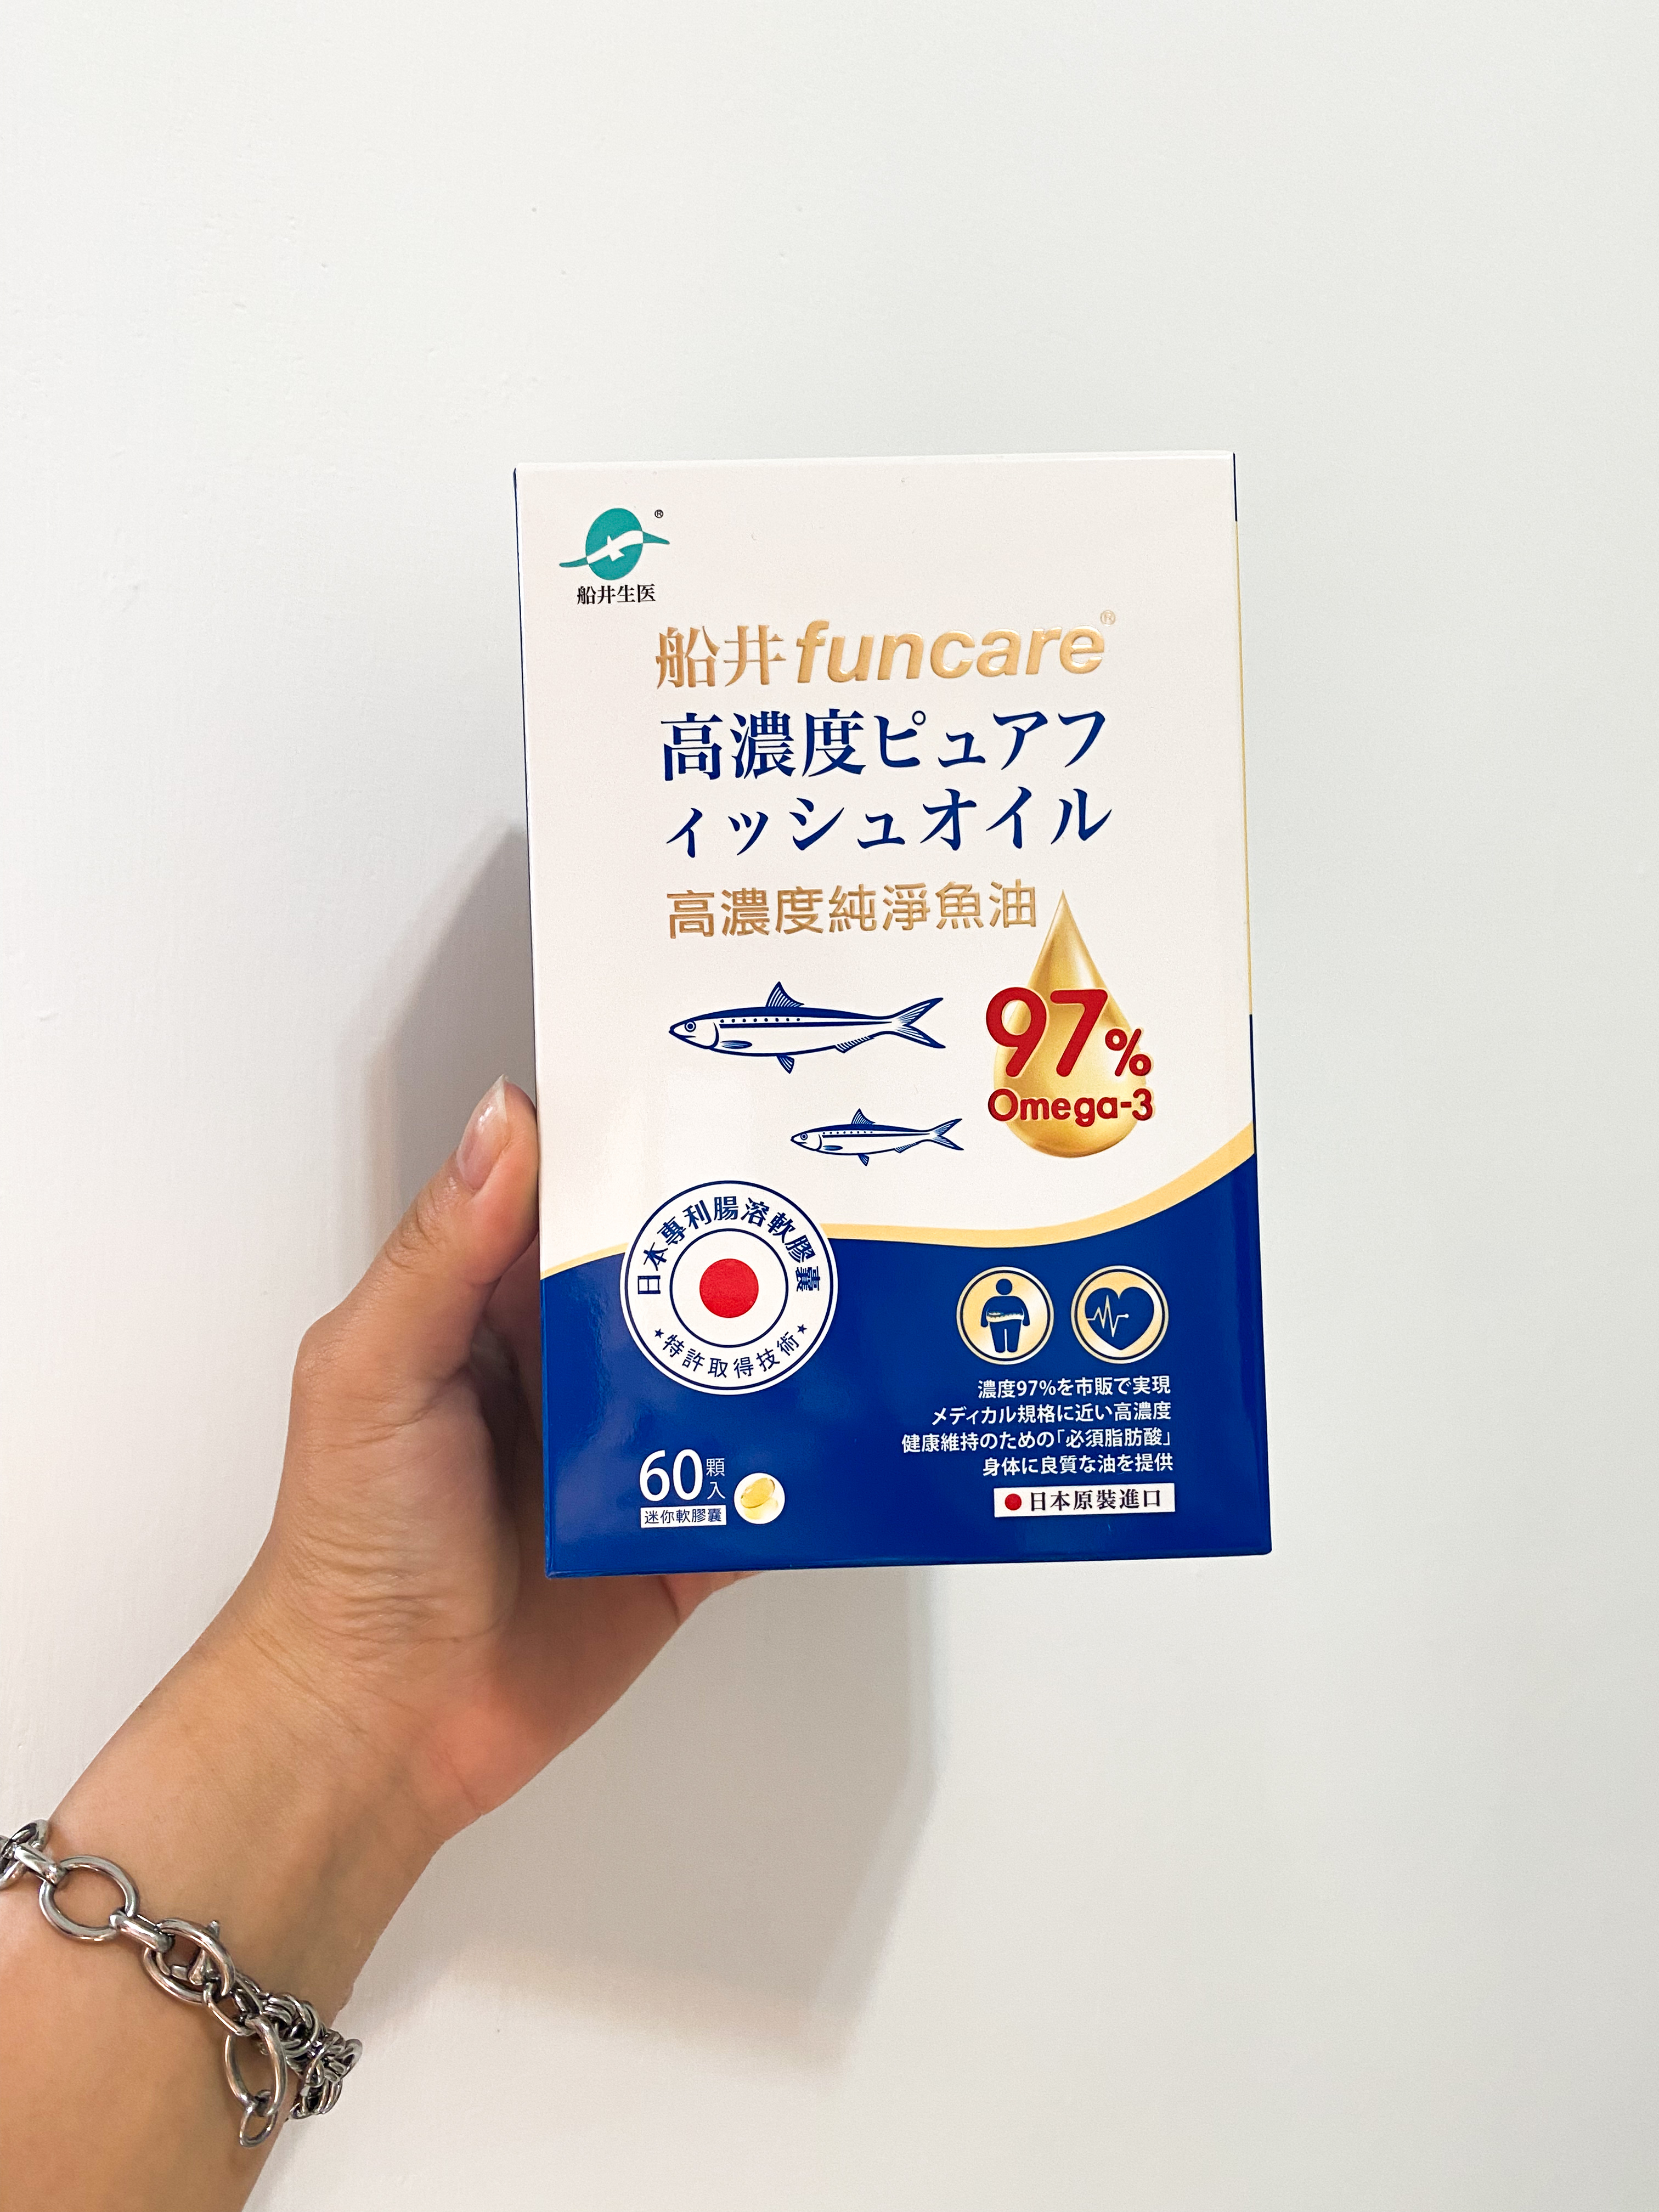 ®
船井生医
船井funcare®
高濃度ピュアフ
ィッシュオイル
高濃度純淨魚油
97%
Omega-3
日本專利腸溶軟膠囊
★特許取得技術★
濃度97%を市販で実現
メディカル規格に近い高濃度
健康維持のための「必須脂肪酸」
身体に良質な油を提供
日本原裝進口
60顆入
迷你軟膠囊